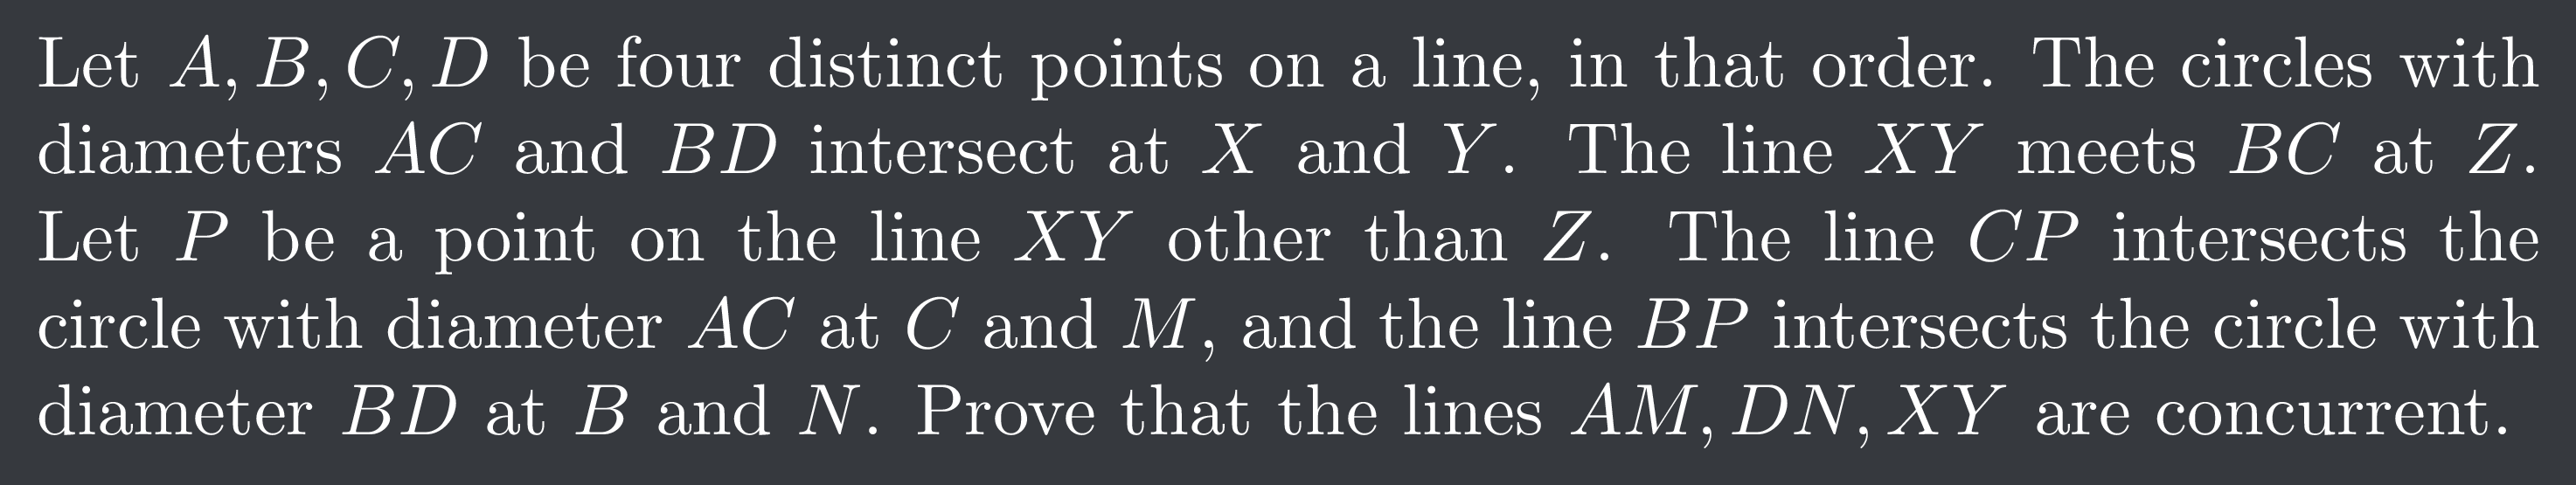 Let A, B, C, D be four distinct points on a line, in that order. The circles with
diameters AC and BD intersect at X and Y. The line XY meets BC at Z.
Let P be a point on the line XY other than Z. The line CP intersects the
circle with diameter AC at C and M, and the line BP intersects the circle with
diameter BD at B and N. Prove that the lines AM, DN, XY are concurrent.